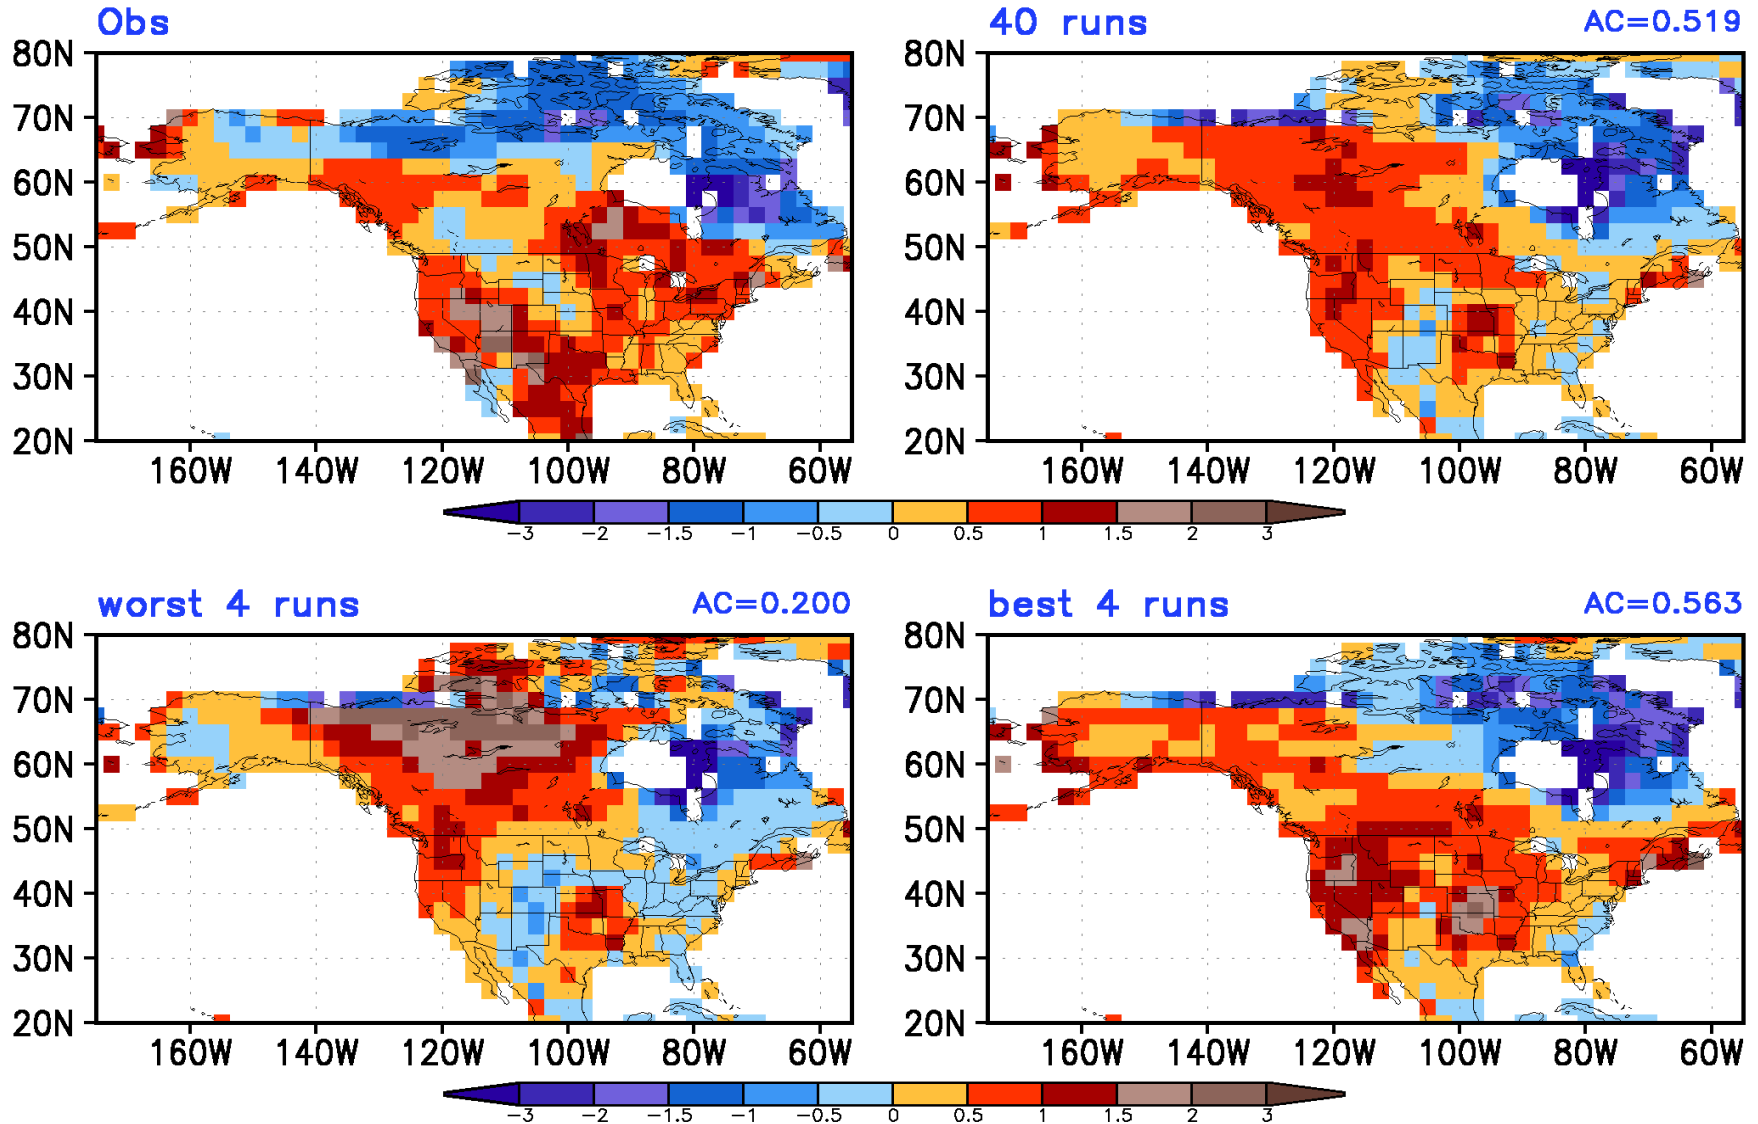 Obs
40 runs AC=0.519
80N 80N
70N 70N
60N 60N
50N 50N
40N 40N
30N 30N
20N 20N
160W 140W 120W 100W 80W 60W 160W 140W 120W 100W 80W 60W
-3 -2 -1.5 -1 -0.5 0 0.5 1 1.5 2 3
worst 4 runs AC=0.200
best 4 runs AC=0.563
80N 80N
70N 70N
60N 60N
50N 50N
40N 40N
30N 30N
20N 20N
160W 140W 120W 100W 80W 60W 160W 140W 120W 100W 80W 60W
-3 -2 -1.5 -1 -0.5 0 0.5 1 1.5 2 3